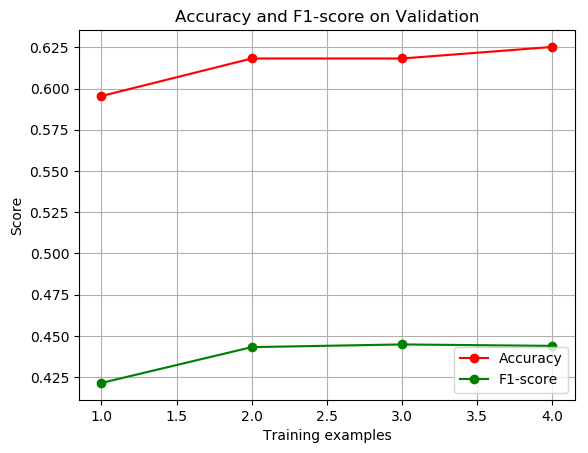 Accuracy and F1-score on Validation
0.625
0.600
0.575
0.550
0.525
0.500
0.475
0.450
0.425
Score
Accuracy
F1-score
1.0 1.5 2.0 2.5 3.0 3.5 4.0
Training examples